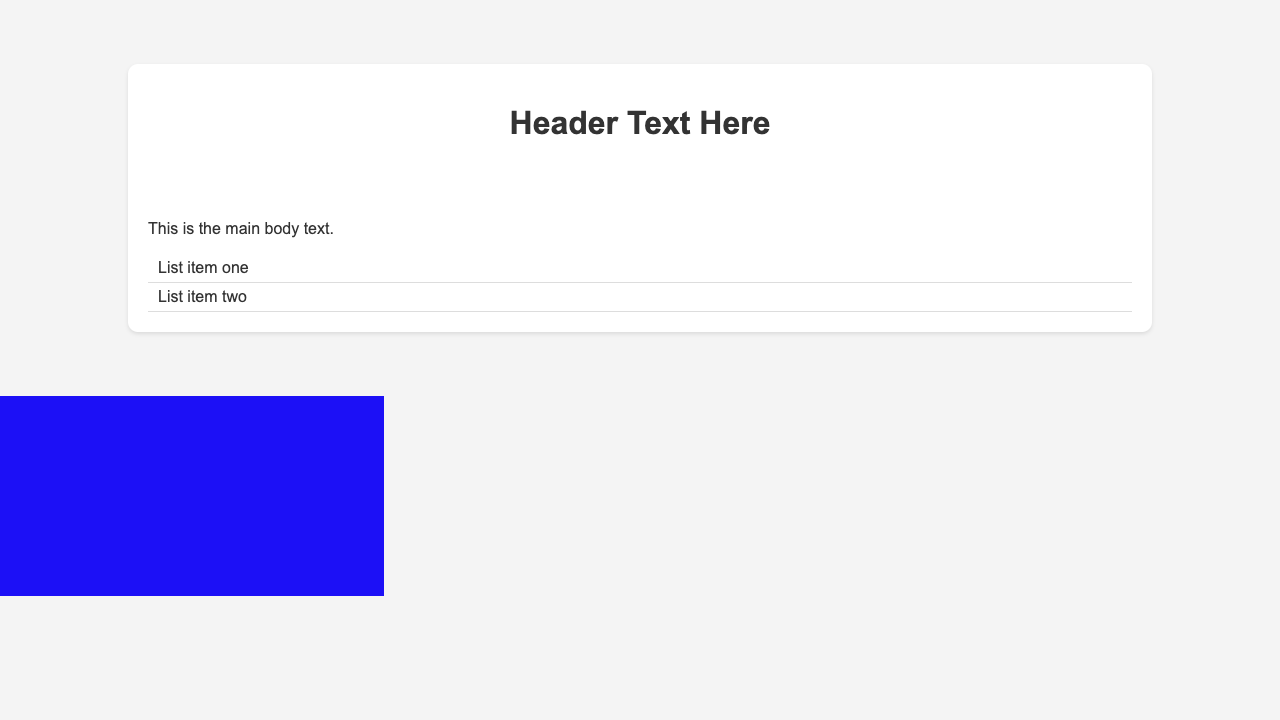 Header Text Here
This is the main body text.
List item one
List item two